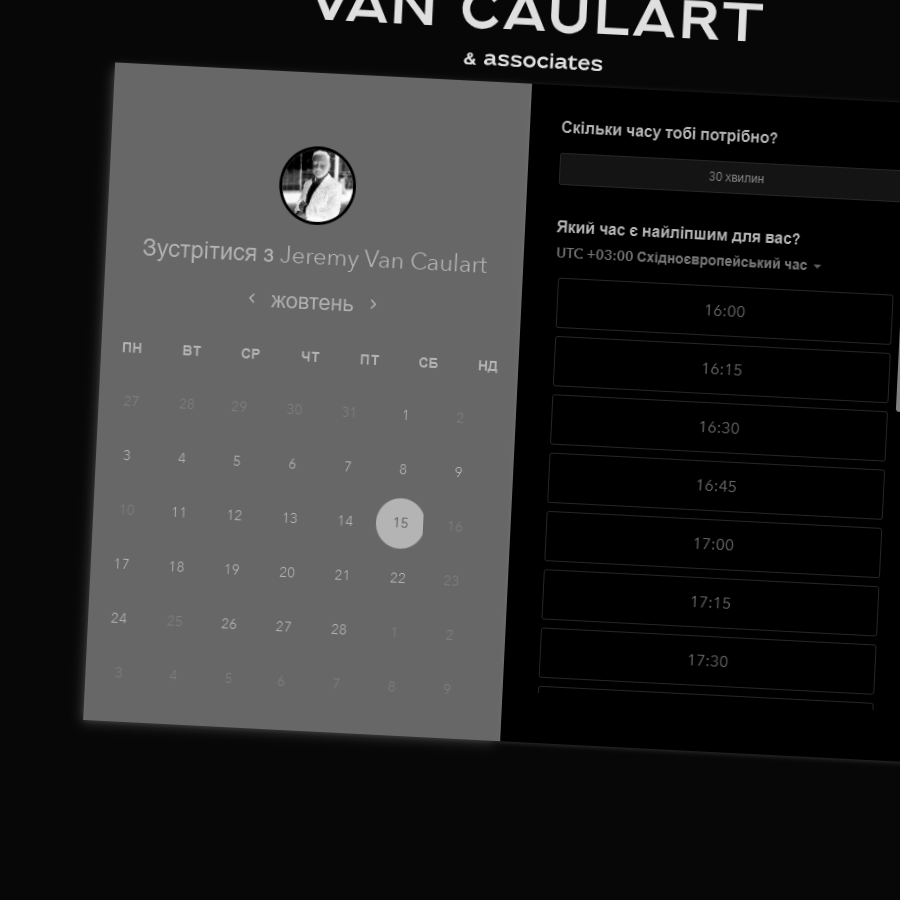 VAN CAULART
& associates
Зустрітися з Jeremy Van Caulart
< жовтень >
ПН ВТ СР ЧТ ПТ СБ НД
27 28 29 30 31 1 2
3 4 5 6 7 8 9
10 11 12 13 14 15 16
17 18 19 20 21 22 23
24 25 26 27 28 1 2
3 4 5 6 7 8 9
Скільки часу тобі потрібно?
30 хвилин
Який час є найліпшим для вас?
UTC +03:00 Східноєвропейський час
16:00
16:15
16:30
16:45
17:00
17:15
17:30